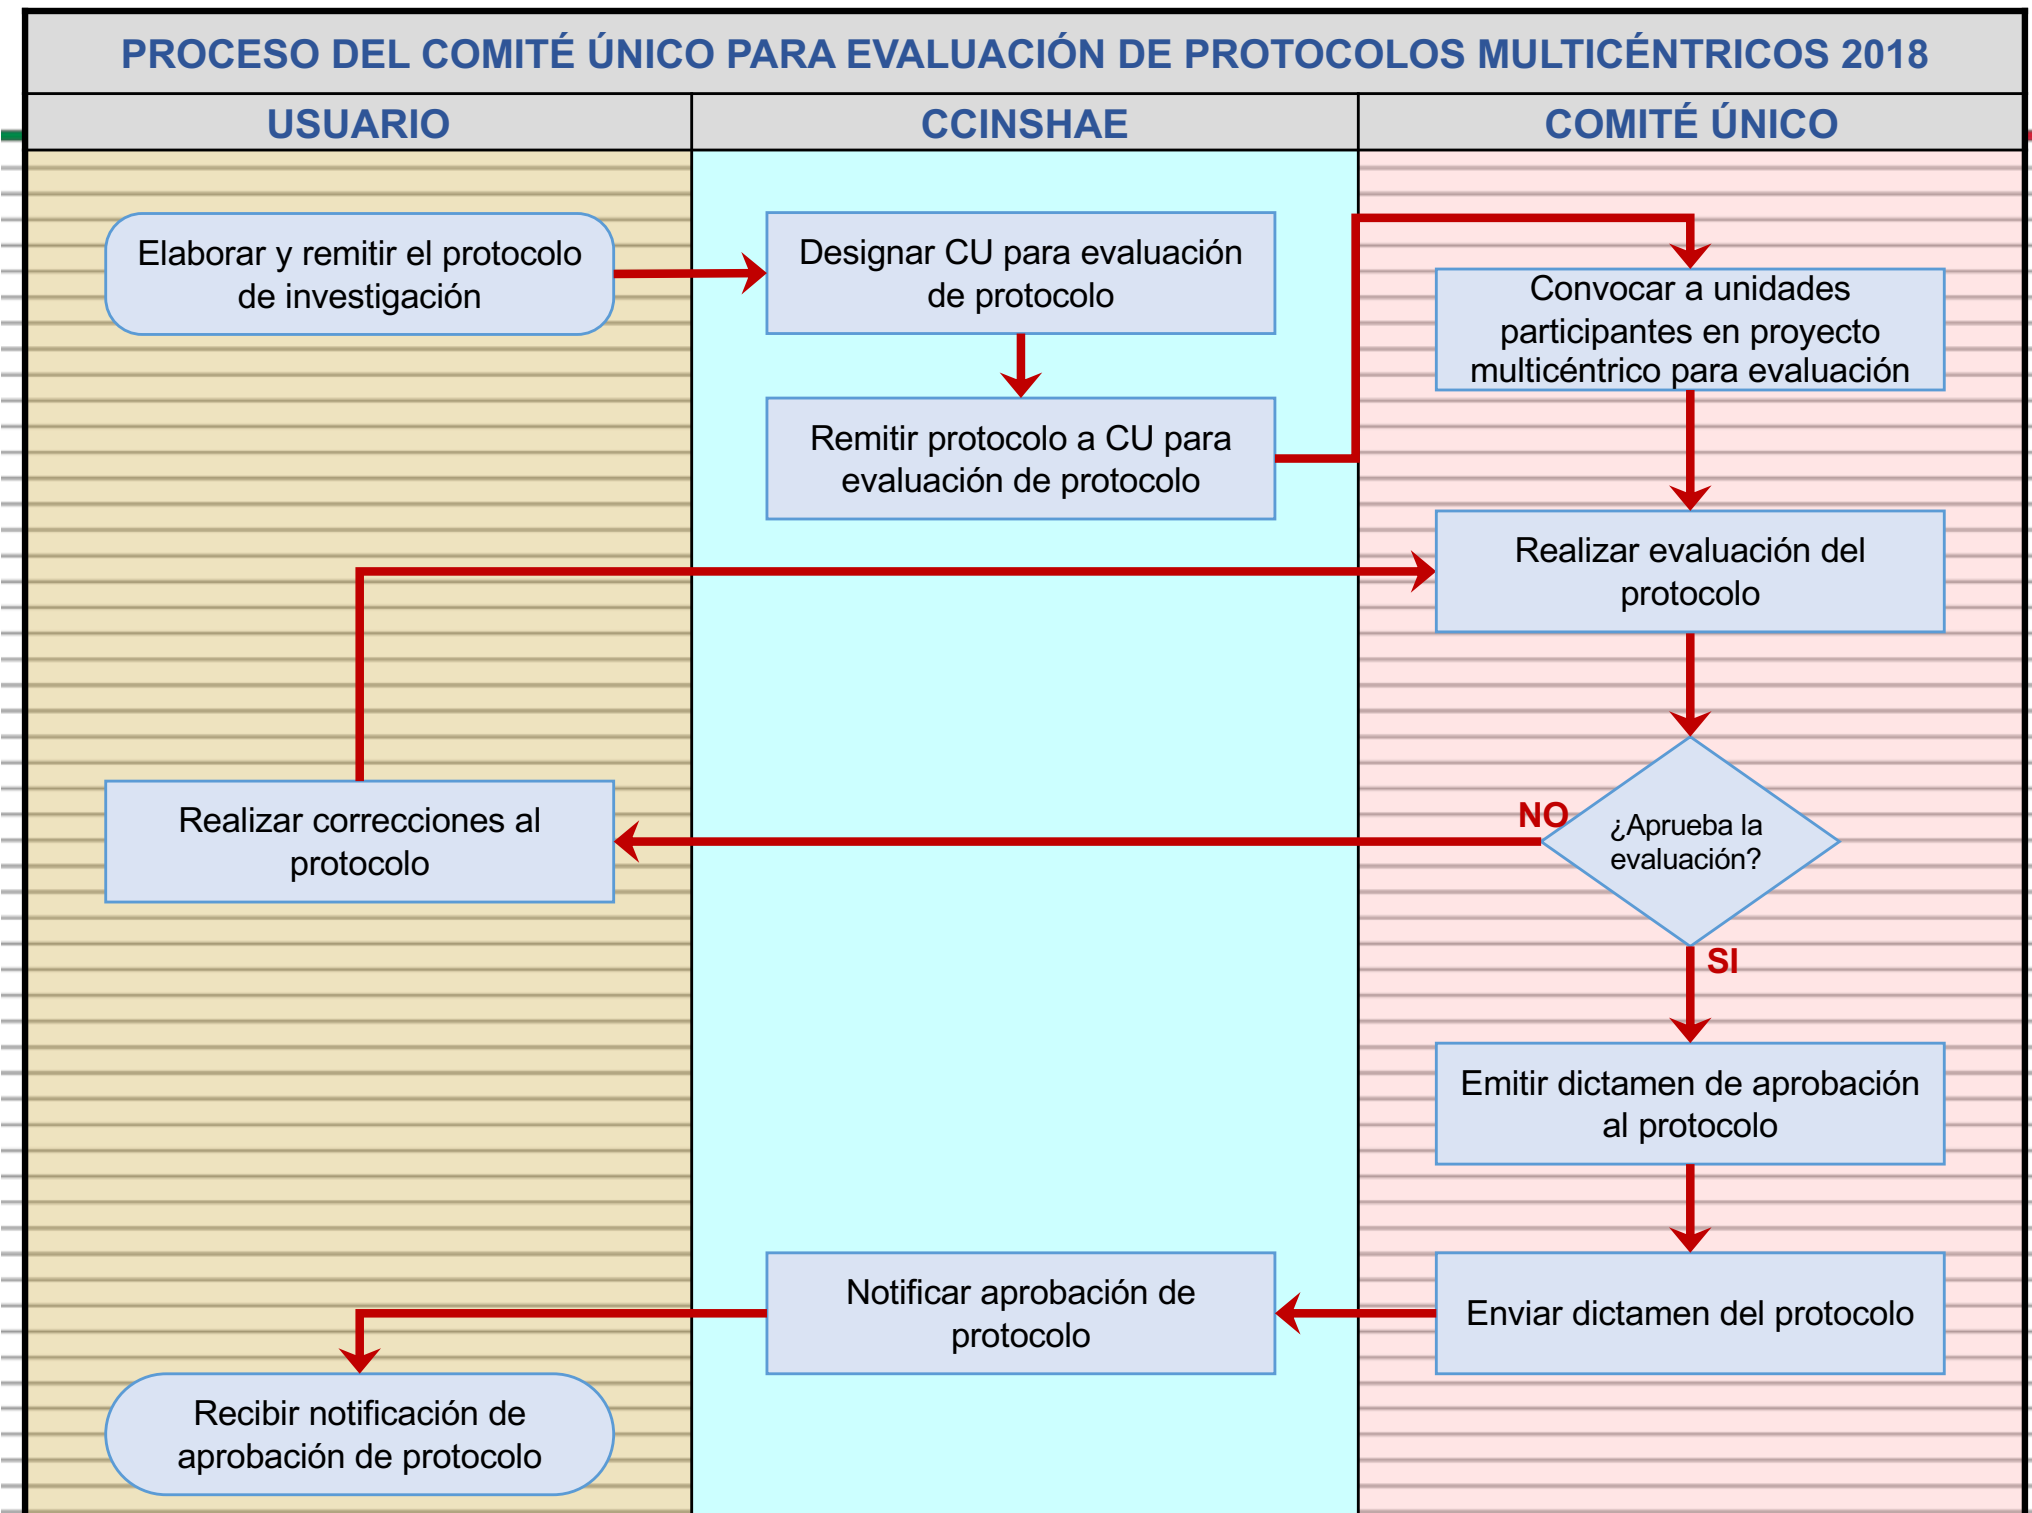 PROCESO DEL COMITÉ ÚNICO PARA EVALUACIÓN DE PROTOCOLOS MULTICÉNTRICOS 2018
USUARIO
CCINSHAE
COMITÉ ÚNICO
Elaborar y remitir el protocolo
de investigación
Designar CU para evaluación
de protocolo
Convocar a unidades
participantes en proyecto
multicéntrico para evaluación
Remitir protocolo a CU para
evaluación de protocolo
Realizar evaluación del
protocolo
Realizar correcciones al
protocolo
NO
¿Aprueba la
evaluación?
SI
Emitir dictamen de aprobación
al protocolo
Notificar aprobación de
protocolo
Enviar dictamen del protocolo
Recibir notificación de
aprobación de protocolo